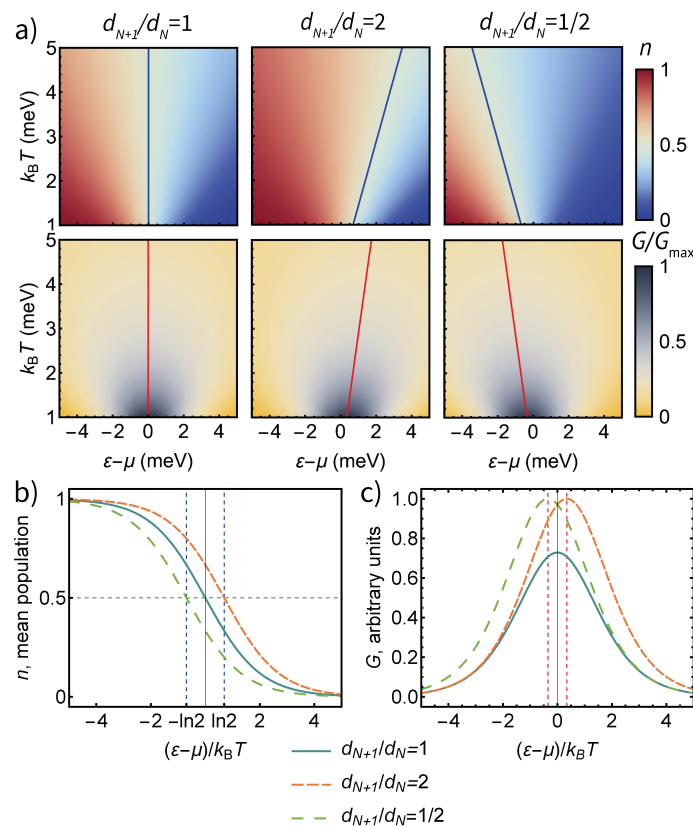 a)
d_{N+1}/d_N=1
d_{N+1}/d_N=2
d_{N+1}/d_N=1/2
n
5
4
3
2
1
k_B T (meV)
1
0.5
0
G/G_max
5
4
3
2
1
k_B T (meV)
1
0.5
0
−4 −2 0 2 4
−4 −2 0 2 4
−4 −2 0 2 4
ε−μ (meV)
ε−μ (meV)
ε−μ (meV)
b)
1
0.5
0
n, mean population
−4 −2 −ln2 ln2 2 4
(ε−μ)/k_BT
c)
1.0
0.8
0.6
0.4
0.2
0.0
G, arbitrary units
−4 −2 0 2 4
(ε−μ)/k_BT
d_{N+1}/d_N=1
d_{N+1}/d_N=2
d_{N+1}/d_N=1/2